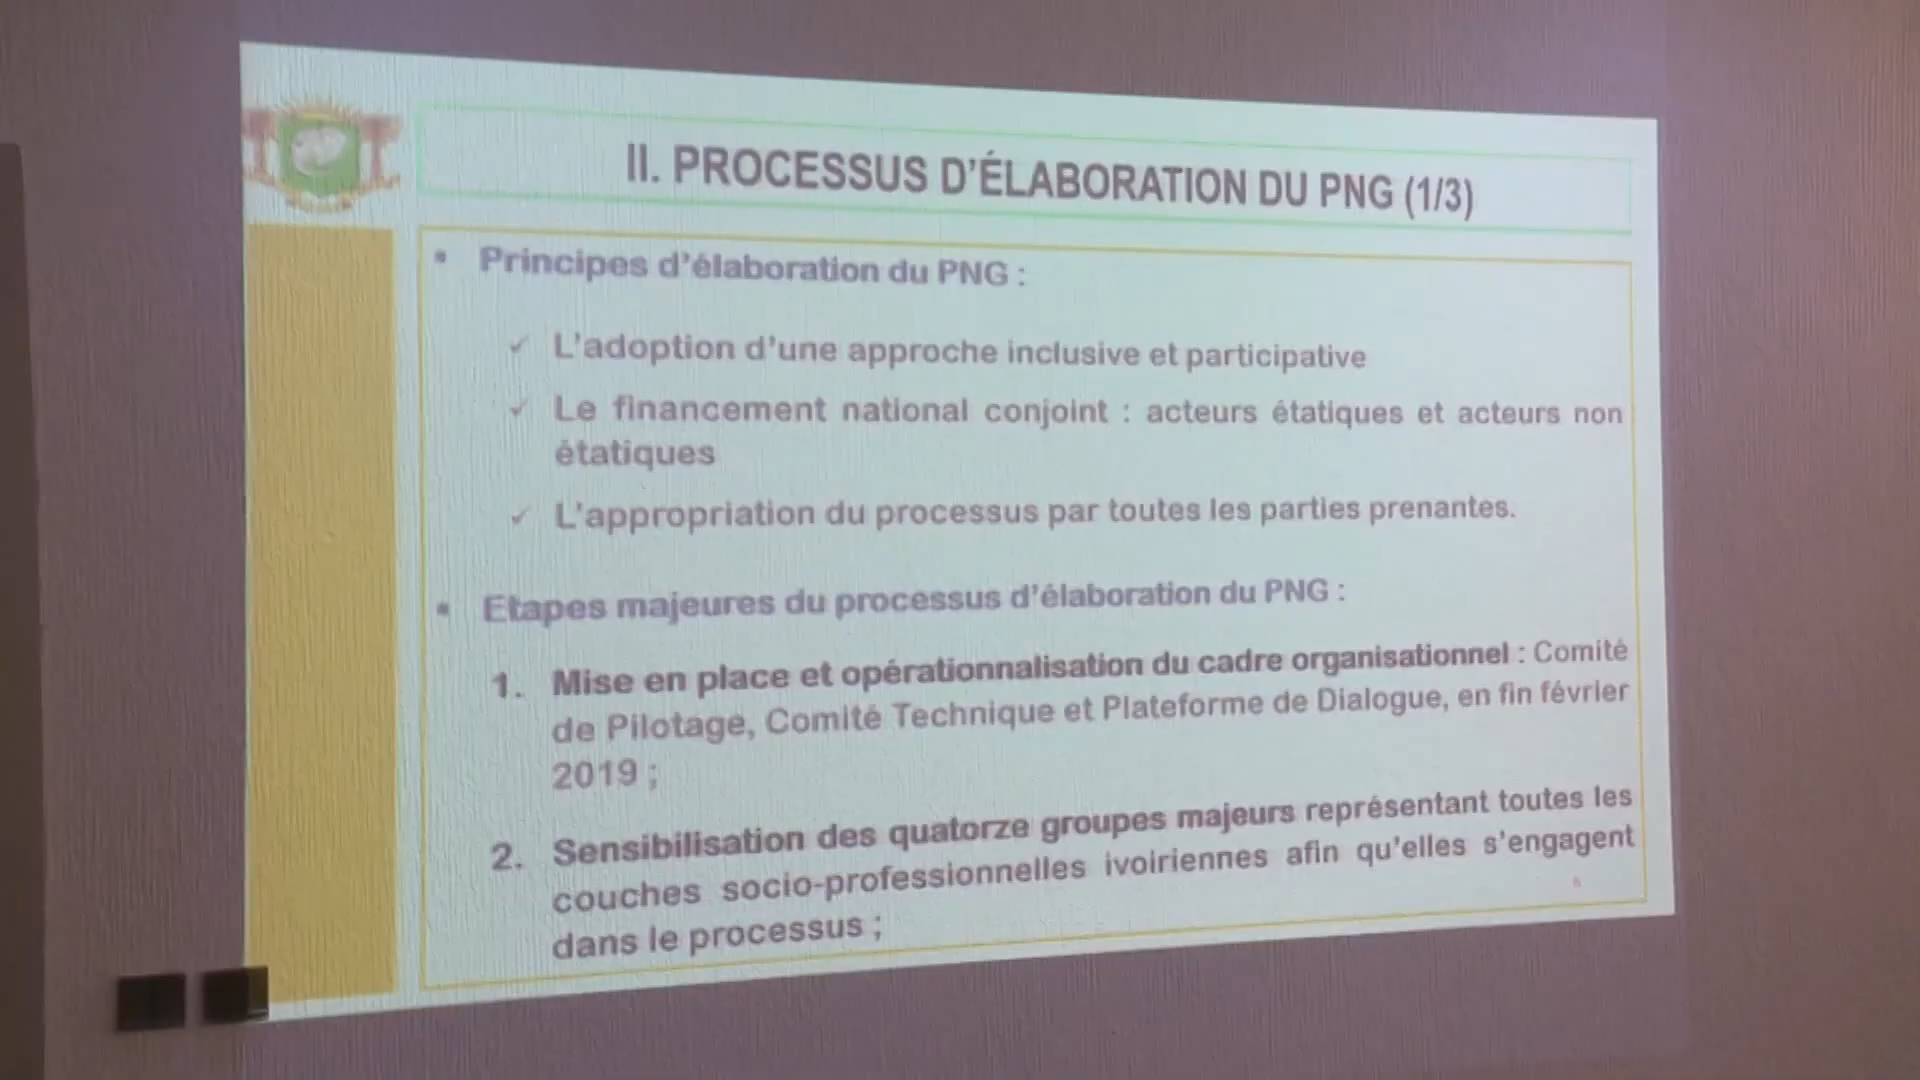 II. PROCESSUS D'ÉLABORATION DU PNG (1/3)
▪ Principes d'élaboration du PNG :
✓ L'adoption d'une approche inclusive et participative
✓ Le financement national conjoint : acteurs étatiques et acteurs non
étatiques
✓ L'appropriation du processus par toutes les parties prenantes.
▪ Etapes majeures du processus d'élaboration du PNG :
1. Mise en place et opérationnalisation du cadre organisationnel : Comité
de Pilotage, Comité Technique et Plateforme de Dialogue, en fin février
2019 ;
2. Sensibilisation des quatorze groupes majeurs représentant toutes les
couches socio-professionnelles ivoiriennes afin qu'elles s'engagent
dans le processus ;